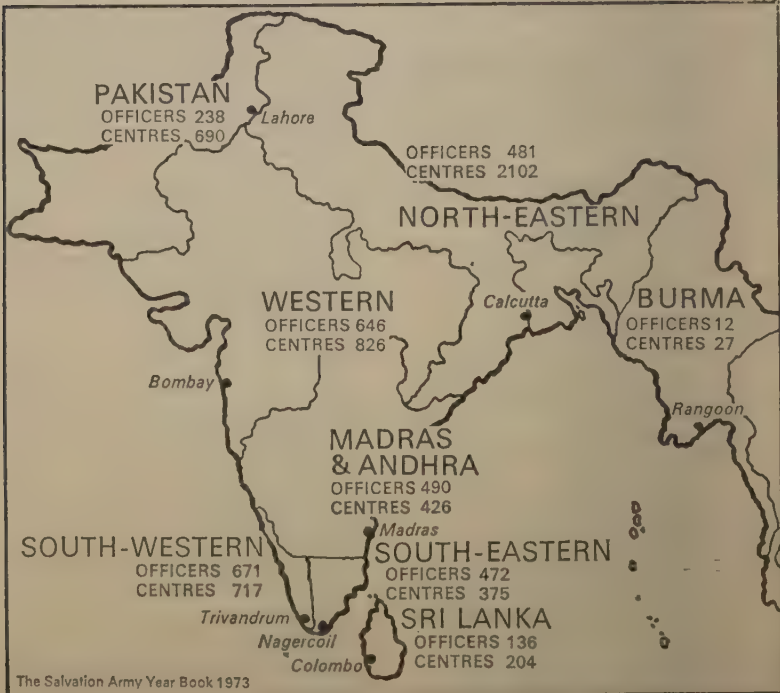 PAKISTAN
OFFICERS 238
CENTRES 690
Lahore
OFFICERS 481
CENTRES 2102
NORTH-EASTERN
WESTERN
OFFICERS 646
CENTRES 826
Calcutta
BURMA
OFFICERS 12
CENTRES 27
Bombay
Rangoon
MADRAS
& ANDHRA
OFFICERS 490
CENTRES 426
Madras
SOUTH-WESTERN
OFFICERS 671
CENTRES 717
SOUTH-EASTERN
OFFICERS 472
CENTRES 375
Trivandrum
Nagercoil
SRI LANKA
OFFICERS 136
CENTRES 204
Colombo
The Salvation Army Year Book 1973